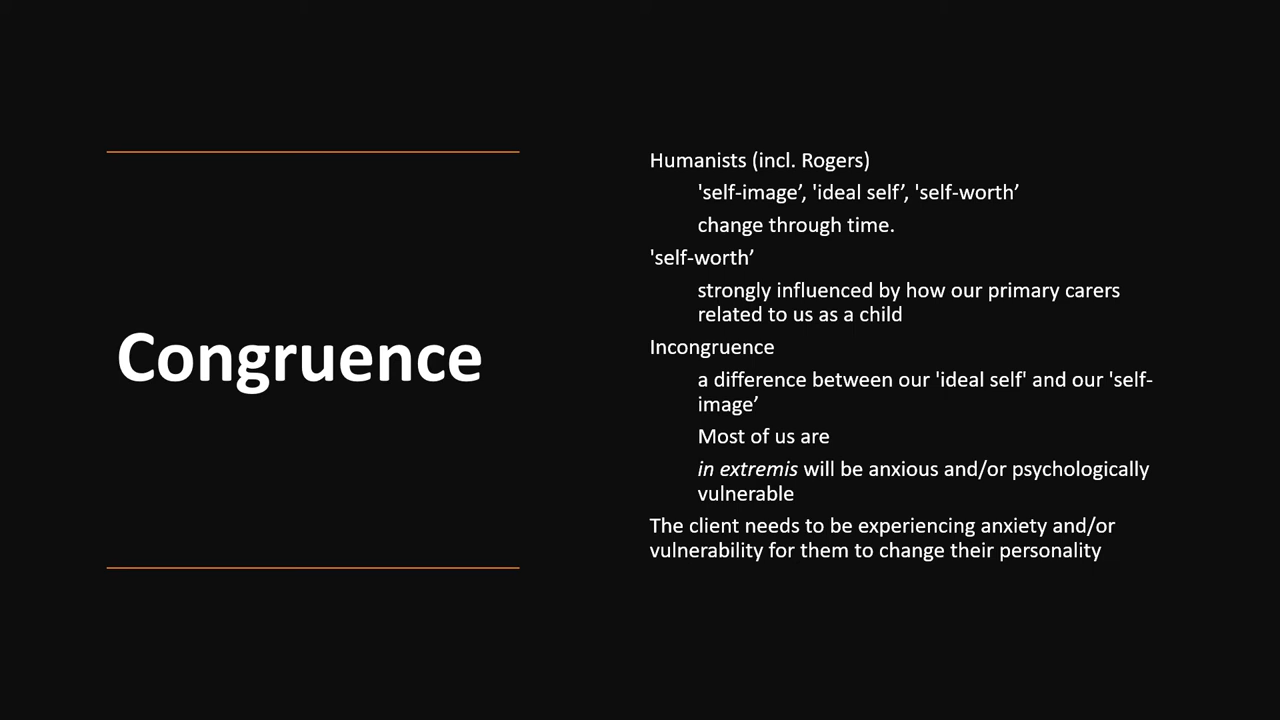 Congruence
Humanists (incl. Rogers)
'self-image’, 'ideal self’, 'self-worth’
change through time.
'self-worth’
strongly influenced by how our primary carers
related to us as a child
Incongruence
a difference between our 'ideal self' and our 'self-
image’
Most of us are
in extremis will be anxious and/or psychologically
vulnerable
The client needs to be experiencing anxiety and/or
vulnerability for them to change their personality